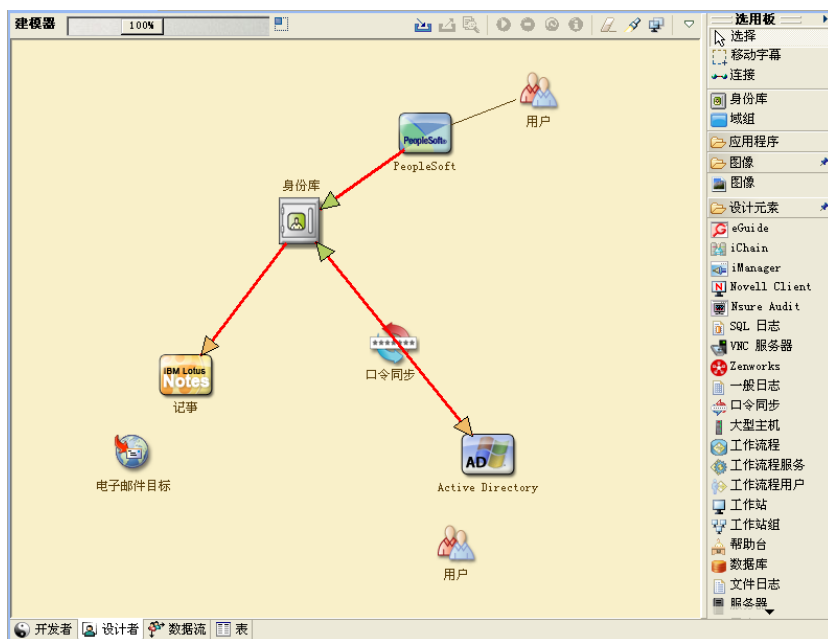 建模器
100%
选用板
选择
移动字幕
连接
身份库
域组
应用程序
图像
图像
设计元素
eGuide
iChain
iManager
Novell Client
Nsure Audit
SQL 日志
VNC 服务器
Zenworks
一般日志
口令同步
大型主机
工作流程
工作流程服务
工作流程用户
工作站
工作站组
帮助台
数据库
文件日志
服务器
用户
PeopleSoft®
PeopleSoft
身份库
*******
口令同步
IBM Lotus
Notes
记事
电子邮件目标
AD
Active Directory
用户
开发者
设计者
数据流
表